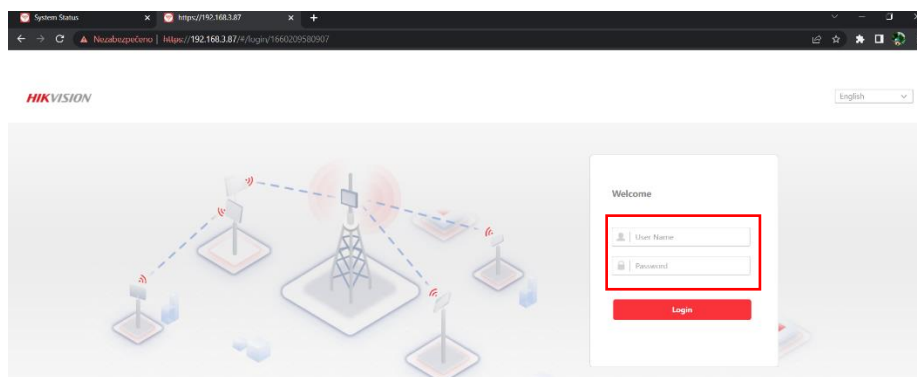 System Status
https://192.168.3.87
Nezabezpečeno | https://192.168.3.87/#/login/1660209580907
HIKVISION
English
Welcome
User Name
Password
Login